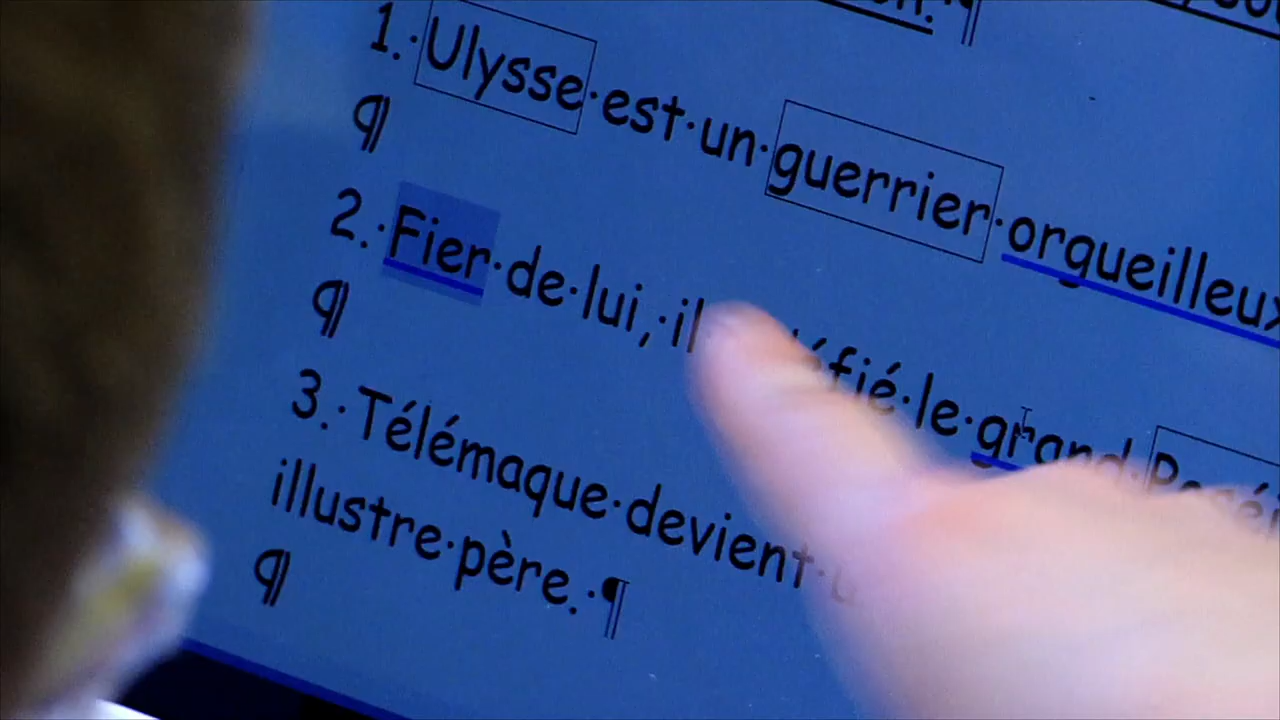 1. Ulysse est un guerrier orgueilleux
¶
2. Fier de lui, il le grand
¶
3. Télémaque devient
illustre père. ¶
¶